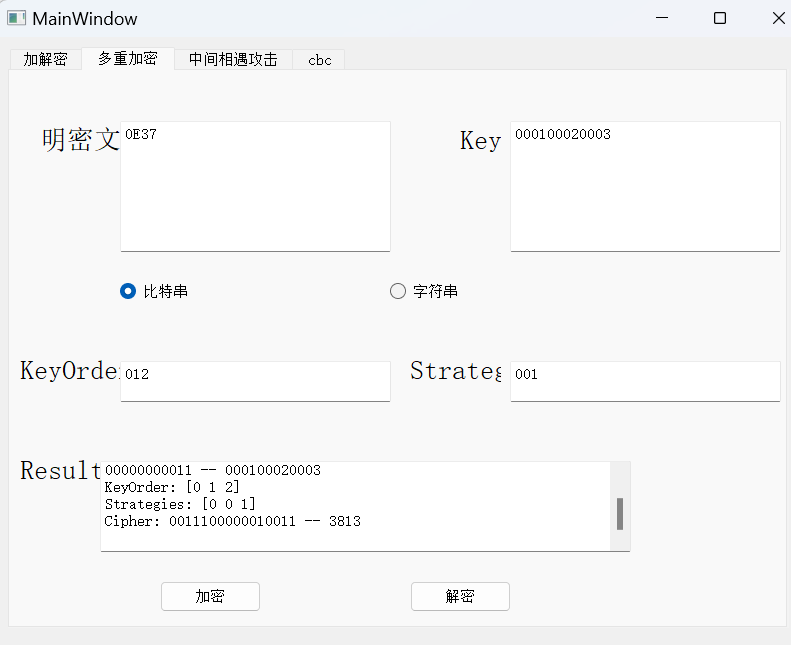 MainWindow
加解密 多重加密 中间相遇攻击 cbc
明密文 0E37 Key 000100020003
比特串 字符串
KeyOrde 012 Strateg 001
Result
00000000011 -- 000100020003
KeyOrder: [0 1 2]
Strategies: [0 0 1]
Cipher: 0011100000010011 -- 3813
加密 解密